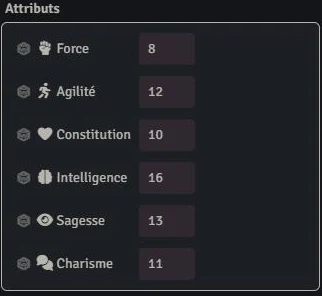 Attributs
Force 8
Agilité 12
Constitution 10
Intelligence 16
Sagesse 13
Charisme 11